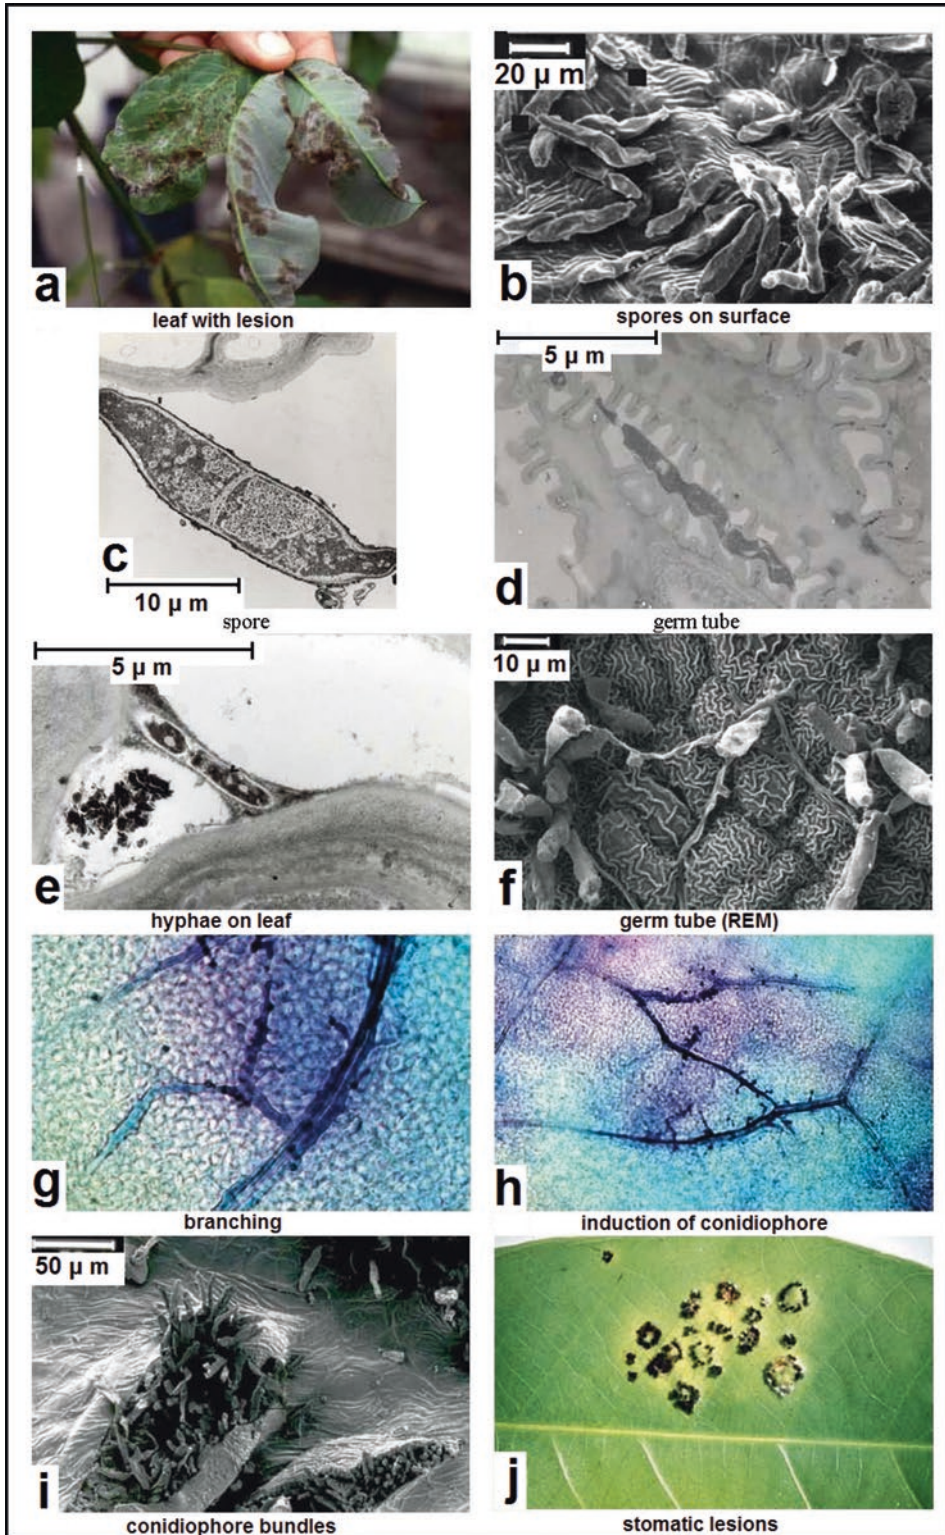 a
leaf with lesion
20 µ m
b
spores on surface
c
10 µ m
spore
5 µ m
d
germ tube
5 µ m
e
hyphae on leaf
10 µ m
f
germ tube (REM)
g
branching
h
induction of conidiophore
50 µ m
i
conidiophore bundles
j
stomatic lesions